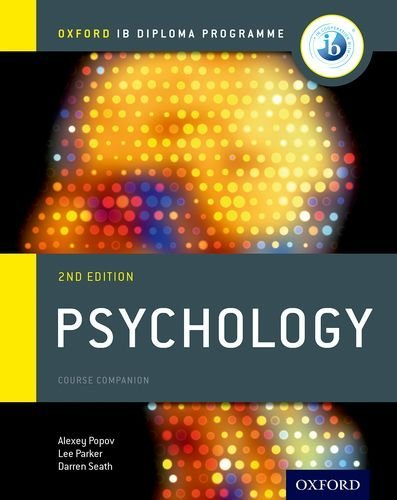 OXFORD IB DIPLOMA PROGRAMME
ib
2ND EDITION
PSYCHOLOGY
COURSE COMPANION
Alexey Popov
Lee Parker
Darren Seath
OXFORD